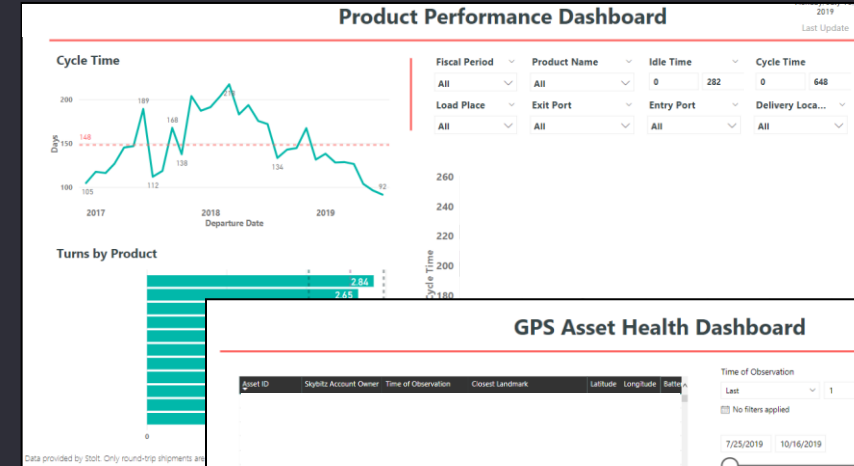 Product Performance Dashboard
2019
Last Update
Cycle Time
200
150
100
Days
189
168
148
138
112
105
134
92
2017
2018
2019
Departure Date
Fiscal Period
Product Name
Idle Time
Cycle Time
All
All
0
282
0
648
Load Place
Exit Port
Entry Port
Delivery Loca...
All
All
All
All
260
240
220
200
180
Cycle Time
Turns by Product
2.84
2.65
0
Data provided by Stolt. Only round-trip shipments are
GPS Asset Health Dashboard
Asset ID
Skybitz Account Owner
Time of Observation
Closest Landmark
Latitude
Longitude
Time of Observation
Last
1
No filters applied
7/25/2019
10/16/2019